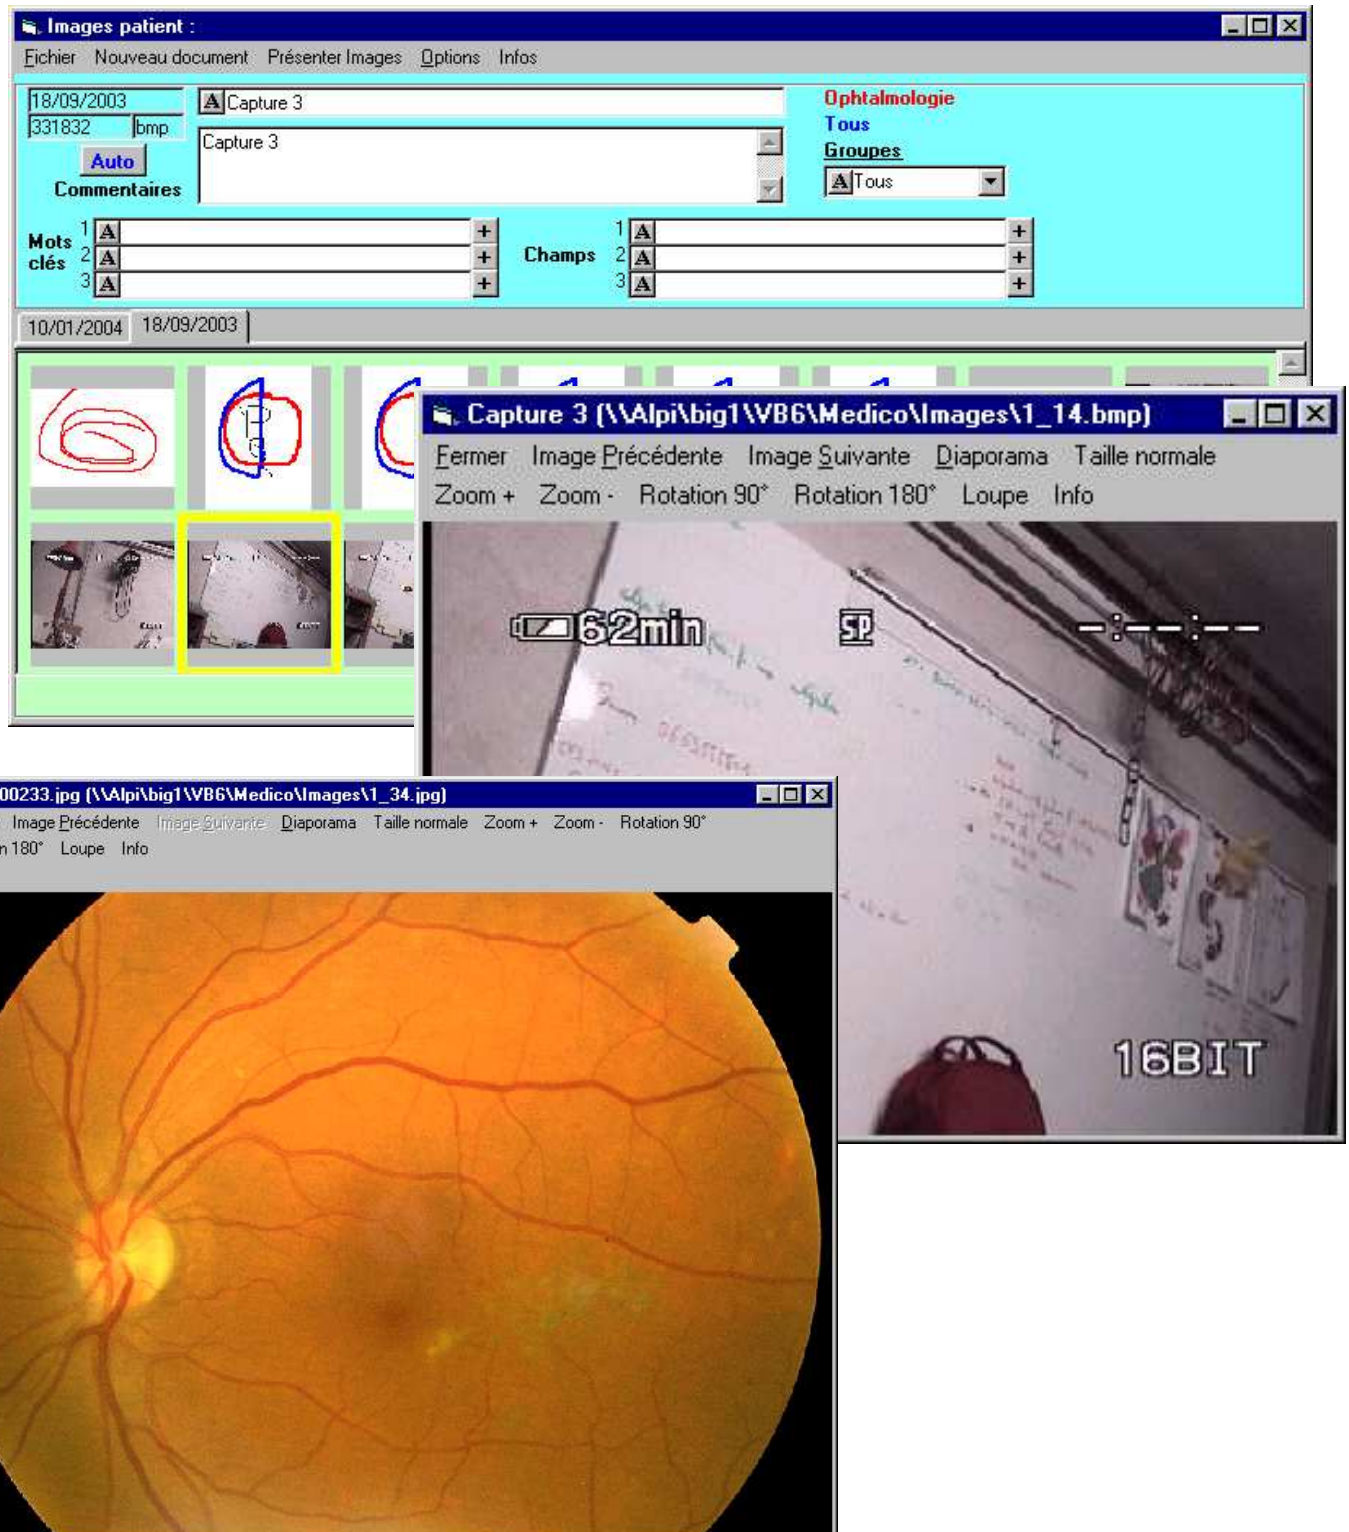 Images patient :
Fichier Nouveau document Présenter Images Options Infos
18/09/2003 A Capture 3 Ophtalmologie
331832 bmp Capture 3 Tous
Auto Groupes
Commentaires A Tous
Mots clés Champs
1 A + 1 A +
2 A + 2 A +
3 A + 3 A +
10/01/2004 18/09/2003
Capture 3 (\\Alpi\big1\VB6\Medico\Images\1_14.bmp)
Fermer Image Précédente Image Suivante Diaporama Taille normale
Zoom + Zoom - Rotation 90° Rotation 180° Loupe Info
62min SP -:--:--
16BIT
00233.jpg (\\Alpi\big1\VB6\Medico\Images\1_34.jpg)
Image Précédente Image Suivante Diaporama Taille normale Zoom + Zoom - Rotation 90°
n 180° Loupe Info